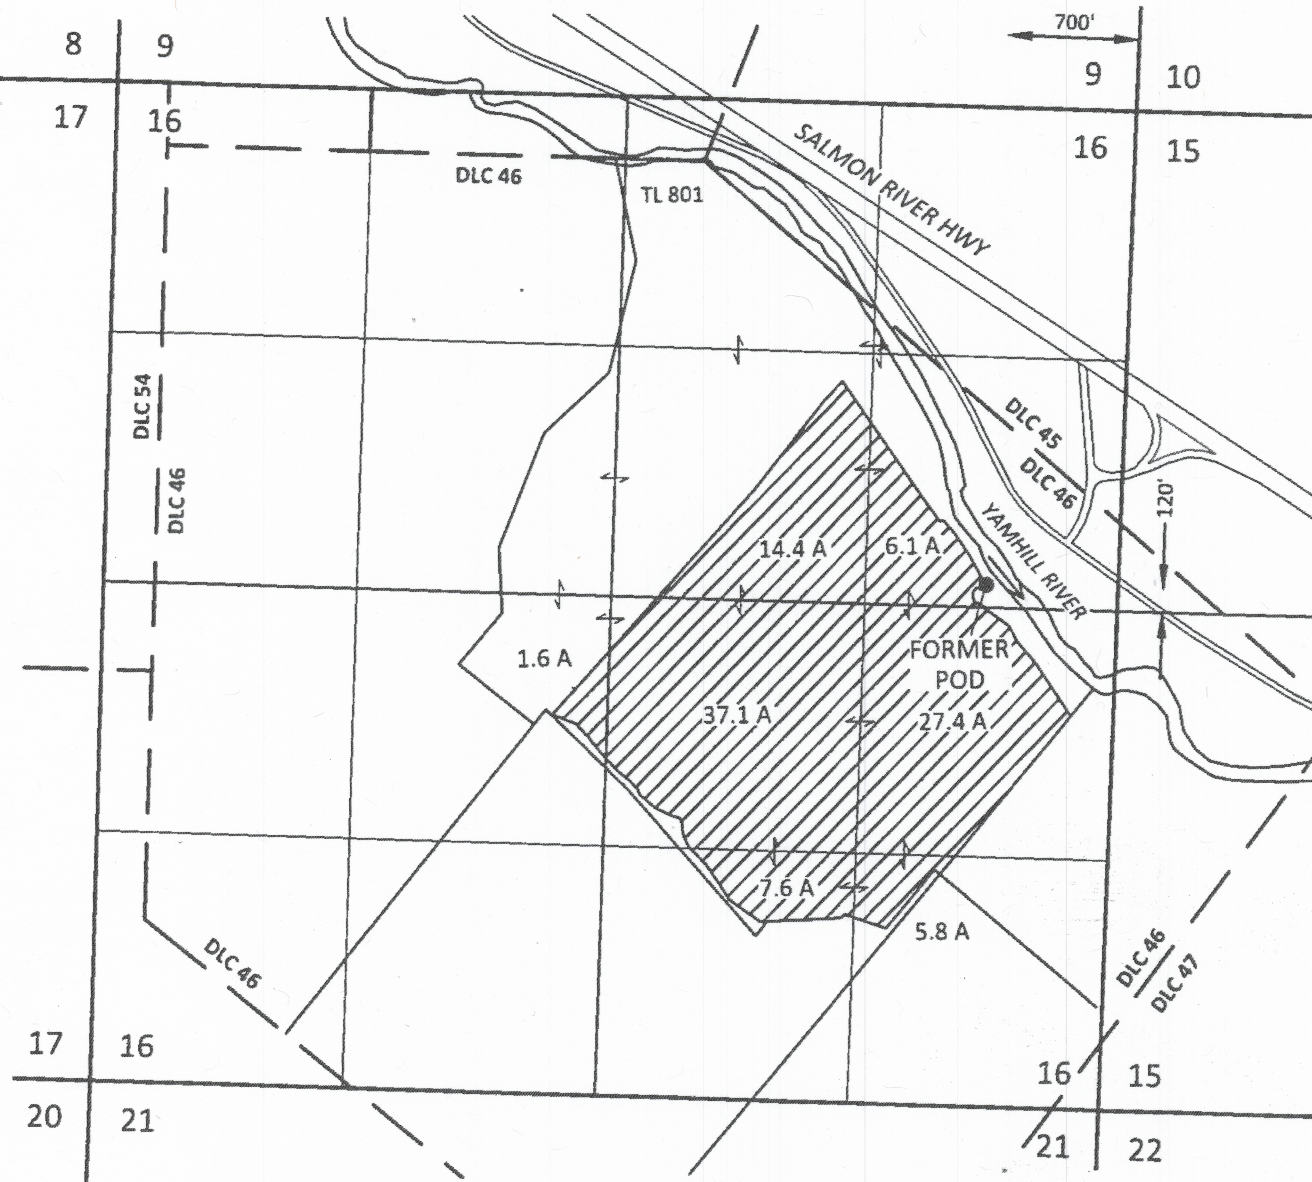 700'
8 9
9 10
17 16
16 15
SALMON RIVER HWY
DLC 46
TL 801
DLC 54
DLC 46
DLC 45
DLC 46
120'
YAMHILL RIVER
14.4 A
6.1 A
1.6 A
FORMER
POD
37.1 A
27.4 A
7.6 A
5.8 A
DLC 46
DLC 46
DLC 47
17 16
16 15
20 21
21 22